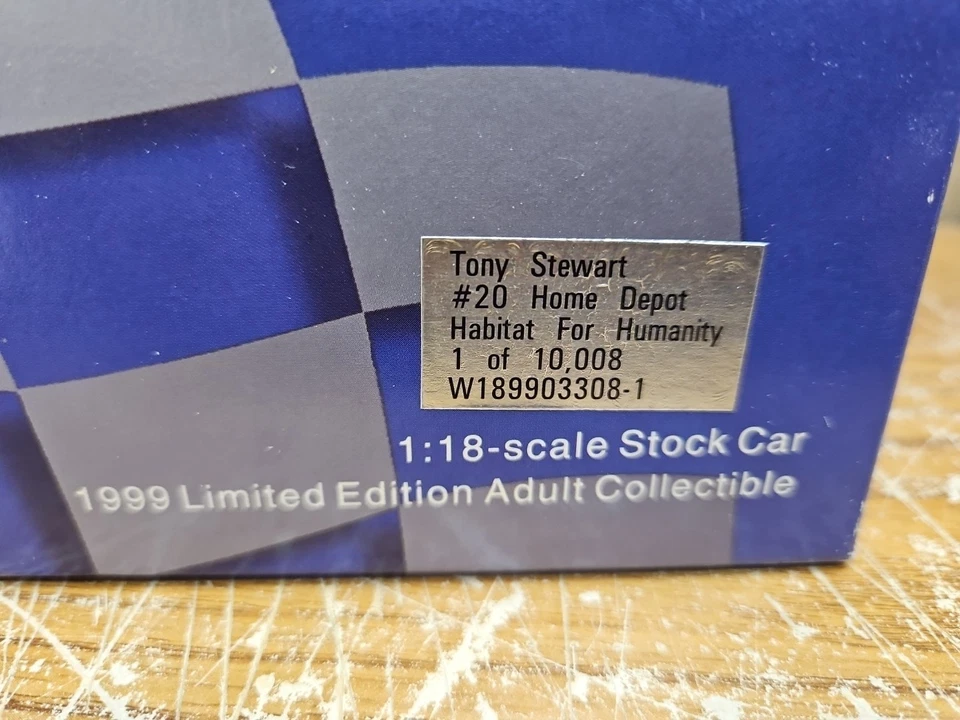 Tony Stewart
#20 Home Depot
Habitat For Humanity
1 of 10,008
W189903308-1
1:18-scale Stock Car
1999 Limited Edition Adult Collectible